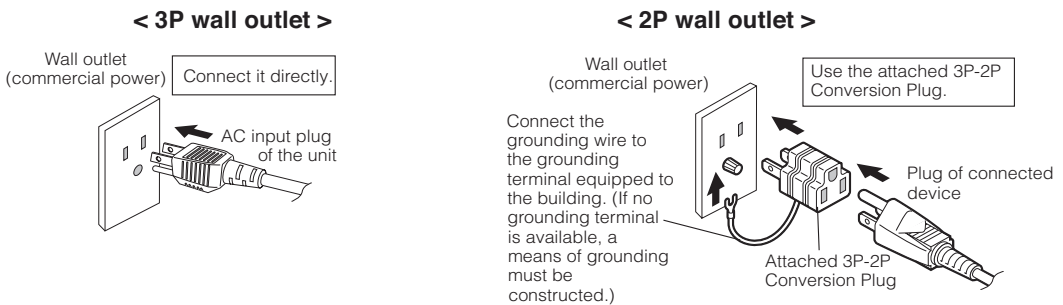 < 3P wall outlet >
Wall outlet
(commercial power)
Connect it directly.
AC input plug
of the unit
< 2P wall outlet >
Wall outlet
(commercial power)
Use the attached 3P-2P
Conversion Plug.
Connect the
grounding wire to
the grounding
terminal equipped to
the building. (If no
grounding terminal
is available, a
means of grounding
must be
constructed.)
Plug of connected
device
Attached 3P-2P
Conversion Plug